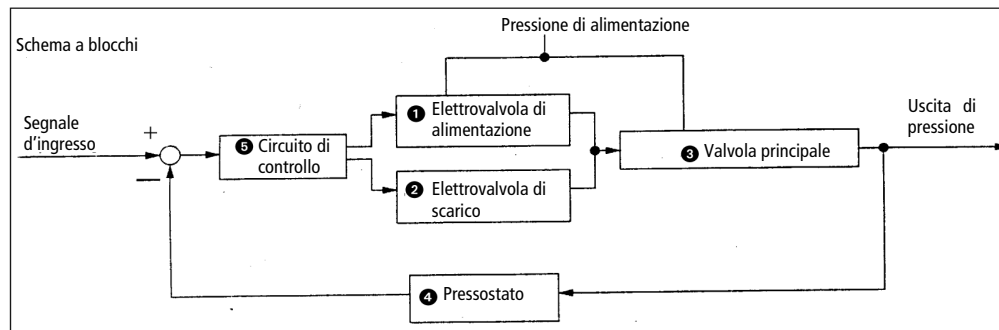 Pressione di alimentazione
Schema a blocchi
Segnale
d'ingresso
+
−
❺ Circuito di
controllo
❶ Elettrovalvola di
alimentazione
❷ Elettrovalvola di
scarico
❸ Valvola principale
Uscita di
pressione
❹ Pressostato